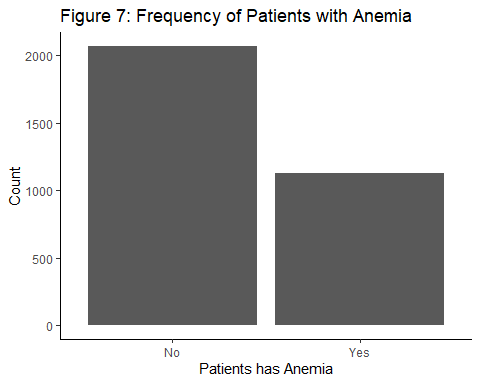 Figure 7: Frequency of Patients with Anemia
2000
1500
1000
500
0
Count
No
Yes
Patients has Anemia